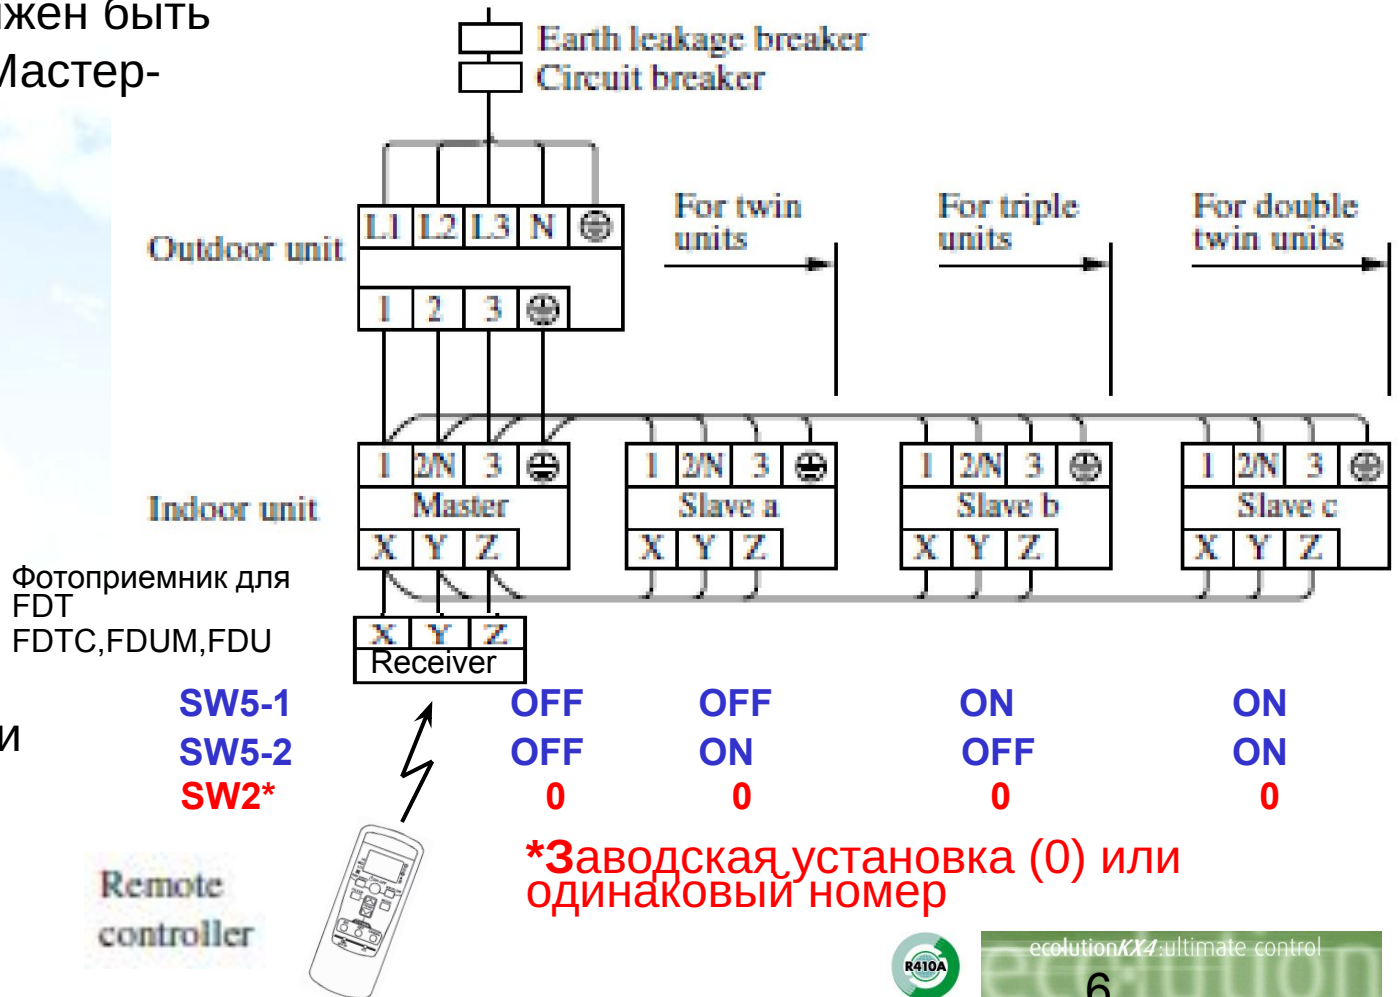 жен быть
Мастер-
Earth leakage breaker
Circuit breaker
L1 L2 L3 N
Outdoor unit
1 2 3
For twin
units
For triple
units
For double
twin units
1 2/N 3
Master
X Y Z
1 2/N 3
Slave a
X Y Z
1 2/N 3
Slave b
X Y Z
1 2/N 3
Slave c
X Y Z
Indoor unit
Фотоприемник для
FDT
FDTC,FDUM,FDU
X Y Z
Receiver
SW5-1 OFF OFF ON ON
и
SW5-2 OFF ON OFF ON
SW2* 0 0 0 0
*Заводская установка (0) или
одинаковый номер
Remote
controller
R410A
ecolutionKX4:ultimate control
6